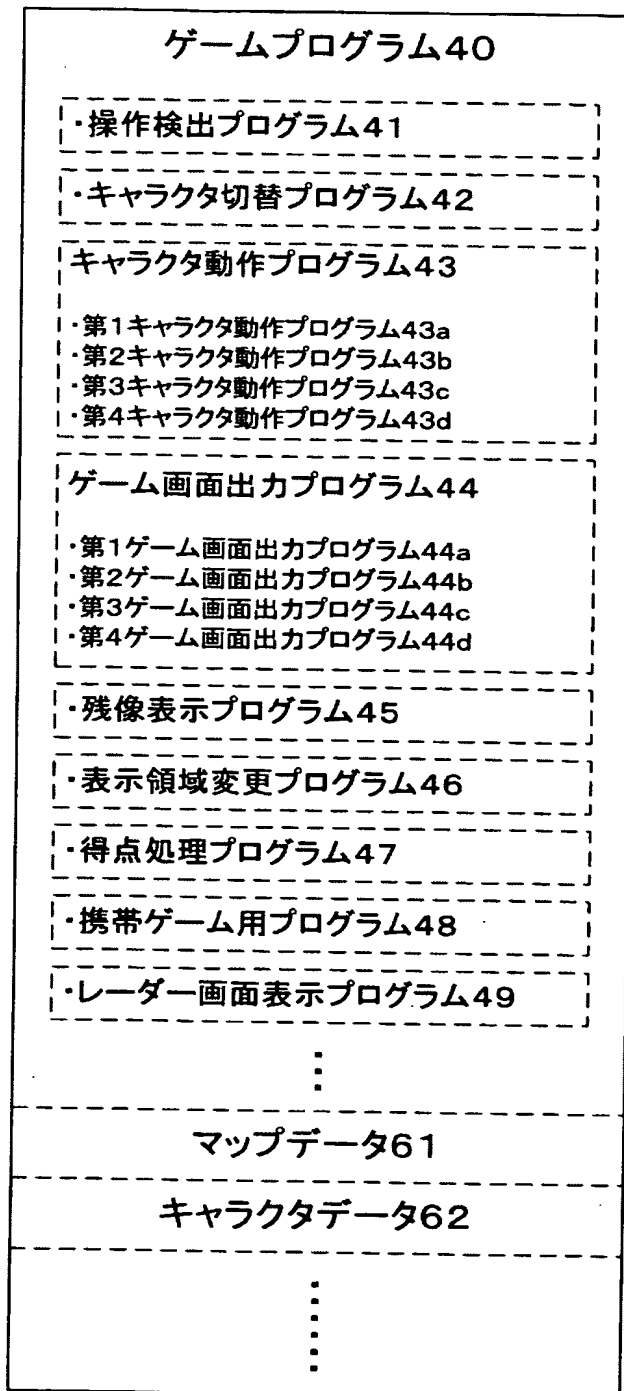 ゲームプログラム40
・操作検出プログラム41
・キャラクタ切替プログラム42
キャラクタ動作プログラム43
・第1キャラクタ動作プログラム43a
・第2キャラクタ動作プログラム43b
・第3キャラクタ動作プログラム43c
・第4キャラクタ動作プログラム43d
ゲーム画面出力プログラム44
・第1ゲーム画面出力プログラム44a
・第2ゲーム画面出力プログラム44b
・第3ゲーム画面出力プログラム44c
・第4ゲーム画面出力プログラム44d
・残像表示プログラム45
・表示領域変更プログラム46
・得点処理プログラム47
・携帯ゲーム用プログラム48
・レーダー画面表示プログラム49
マップデータ61
キャラクタデータ62